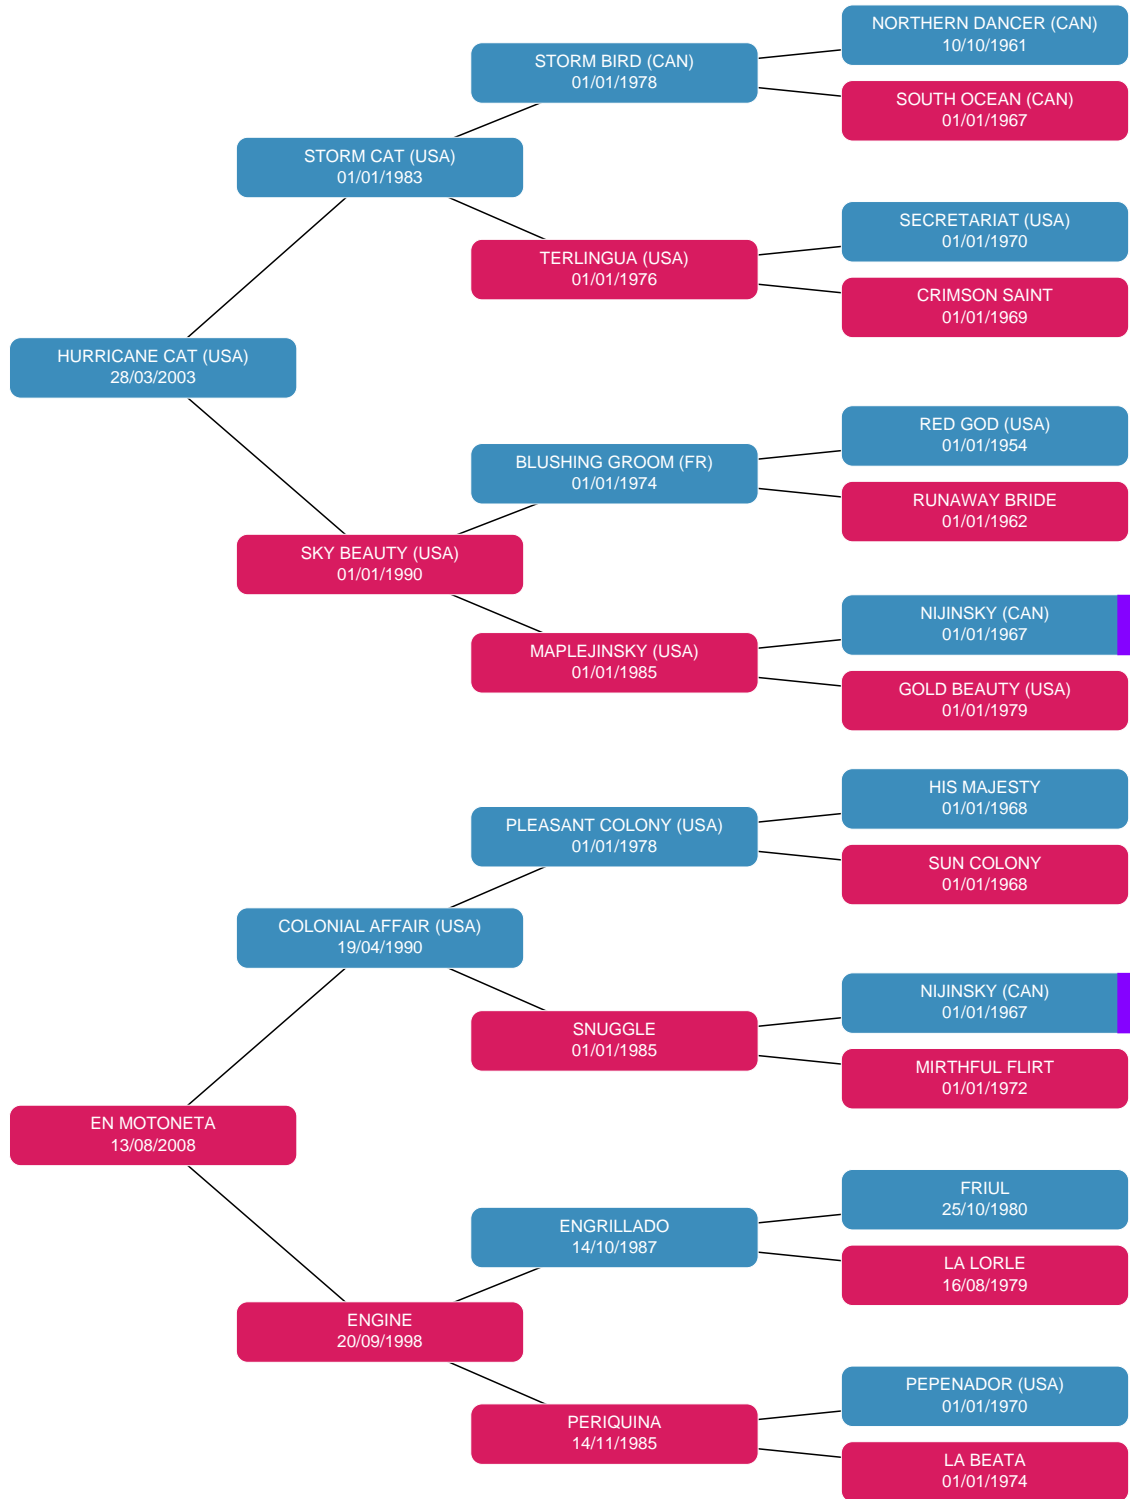 NORTHERN DANCER (CAN)
10/10/1961
STORM BIRD (CAN)
01/01/1978
SOUTH OCEAN (CAN)
01/01/1967
STORM CAT (USA)
01/01/1983
SECRETARIAT (USA)
01/01/1970
TERLINGUA (USA)
01/01/1976
CRIMSON SAINT
01/01/1969
HURRICANE CAT (USA)
28/03/2003
RED GOD (USA)
01/01/1954
BLUSHING GROOM (FR)
01/01/1974
RUNAWAY BRIDE
01/01/1962
SKY BEAUTY (USA)
01/01/1990
NIJINSKY (CAN)
01/01/1967
MAPLEJINSKY (USA)
01/01/1985
GOLD BEAUTY (USA)
01/01/1979
HIS MAJESTY
01/01/1968
PLEASANT COLONY (USA)
01/01/1978
SUN COLONY
01/01/1968
COLONIAL AFFAIR (USA)
19/04/1990
NIJINSKY (CAN)
01/01/1967
SNUGGLE
01/01/1985
MIRTHFUL FLIRT
01/01/1972
EN MOTONETA
13/08/2008
FRIUL
25/10/1980
ENGRILLADO
14/10/1987
LA LORLE
16/08/1979
ENGINE
20/09/1998
PEPENADOR (USA)
01/01/1970
PERIQUINA
14/11/1985
LA BEATA
01/01/1974